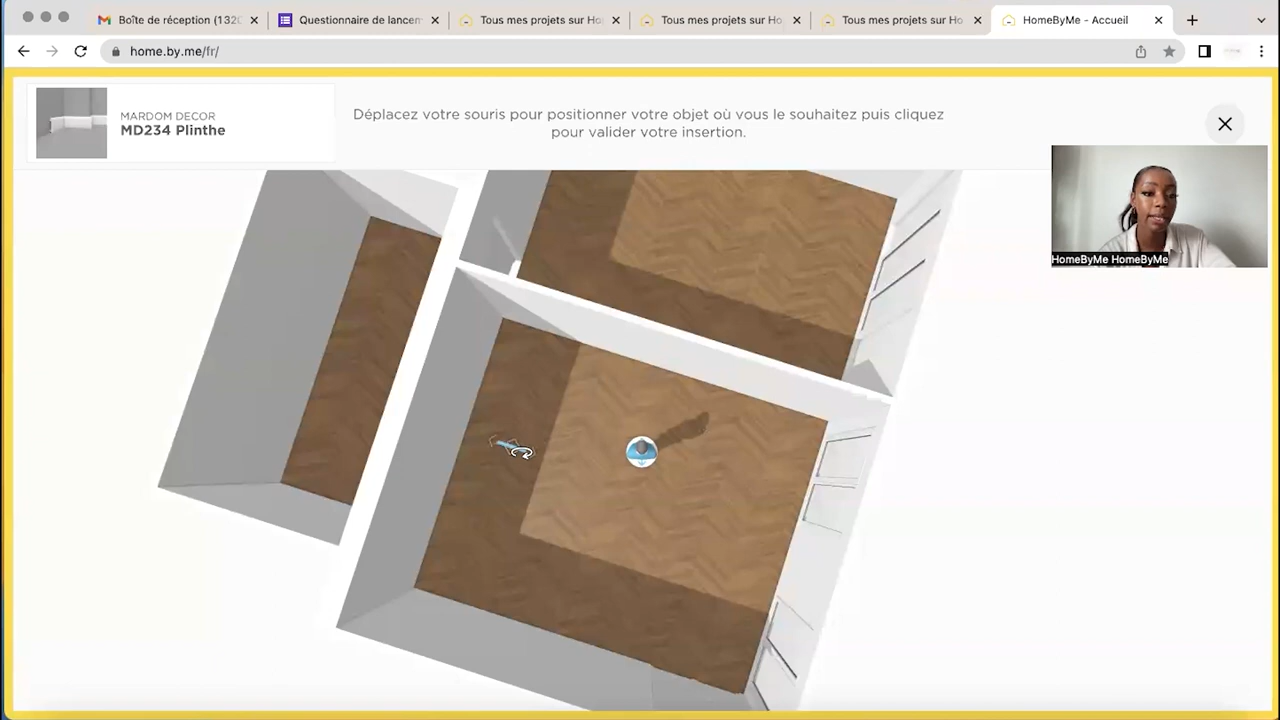 Boîte de réception (132
Questionnaire de lancem
Tous mes projets sur Ho
Tous mes projets sur Ho
Tous mes projets sur Ho
HomeByMe - Accueil
home.by.me/fr/
MARDOM DECOR
MD234 Plinthe
Déplacez votre souris pour positionner votre objet où vous le souhaitez puis cliquez
pour valider votre insertion.
HomeByMe HomeByMe